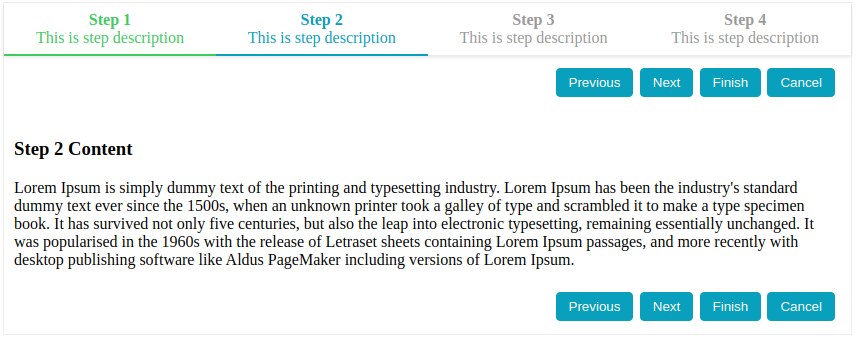 Step 1 Step 2 Step 3 Step 4
This is step description This is step description This is step description This is step description
Previous Next Finish Cancel
Step 2 Content
Lorem Ipsum is simply dummy text of the printing and typesetting industry. Lorem Ipsum has been the industry's standard
dummy text ever since the 1500s, when an unknown printer took a galley of type and scrambled it to make a type specimen
book. It has survived not only five centuries, but also the leap into electronic typesetting, remaining essentially unchanged. It
was popularised in the 1960s with the release of Letraset sheets containing Lorem Ipsum passages, and more recently with
desktop publishing software like Aldus PageMaker including versions of Lorem Ipsum.
Previous Next Finish Cancel